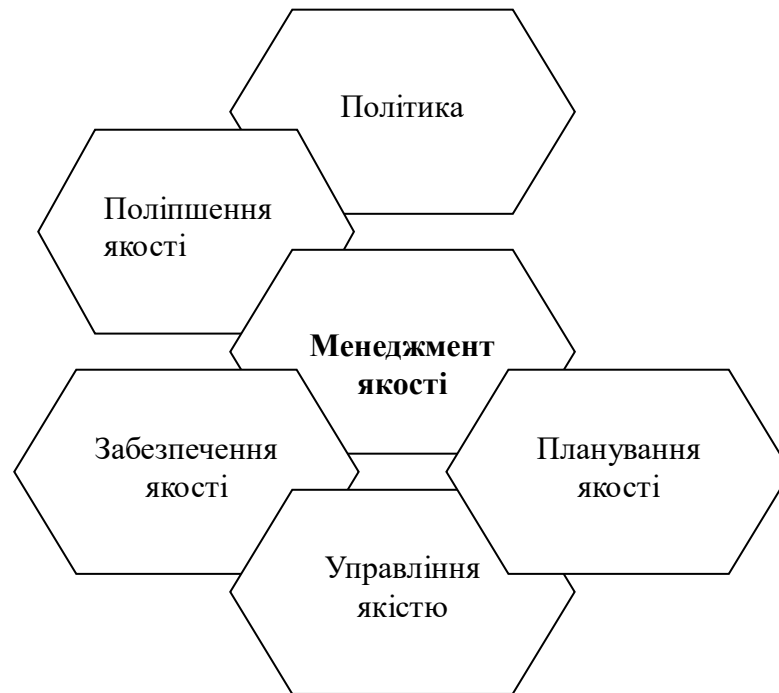 Політика
Поліпшення
якості
Менеджмент
якості
Забезпечення
якості
Планування
якості
Управління
якістю